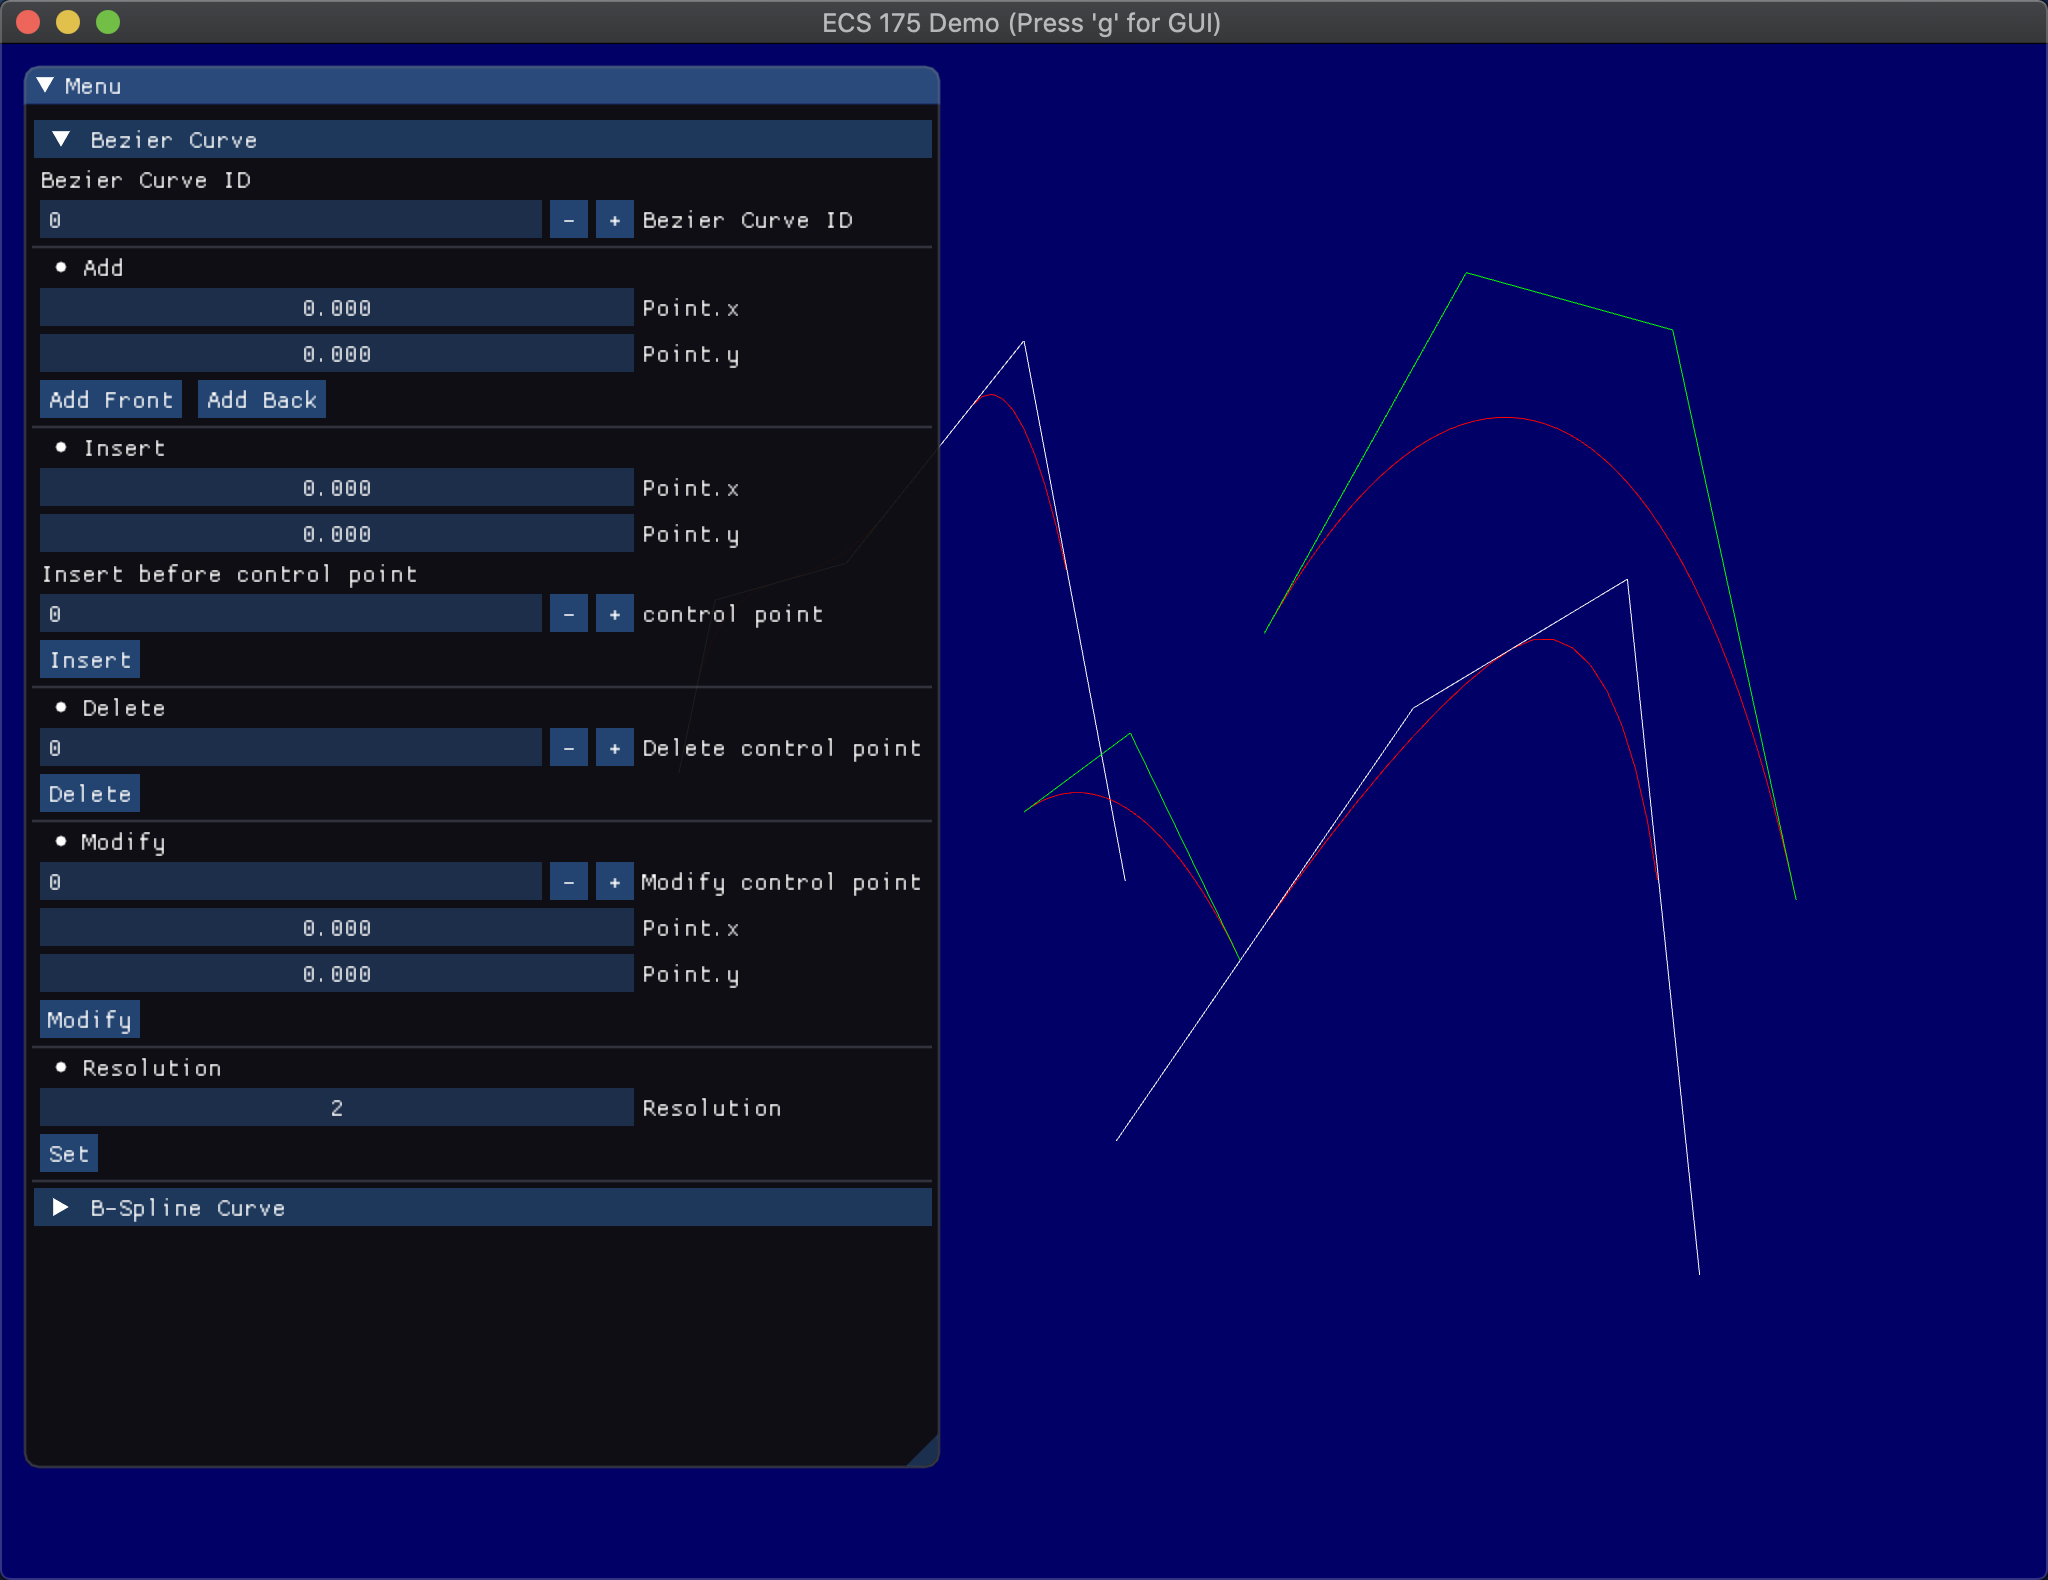 ECS 175 Demo (Press 'g' for GUI)
Menu
Bezier Curve
Bezier Curve ID
0 - + Bezier Curve ID
Add
0.000 Point.x
0.000 Point.y
Add Front Add Back
Insert
0.000 Point.x
0.000 Point.y
Insert before control point
0 - + control point
Insert
Delete
0 - + Delete control point
Delete
Modify
0 - + Modify control point
0.000 Point.x
0.000 Point.y
Modify
Resolution
2 Resolution
Set
B-Spline Curve